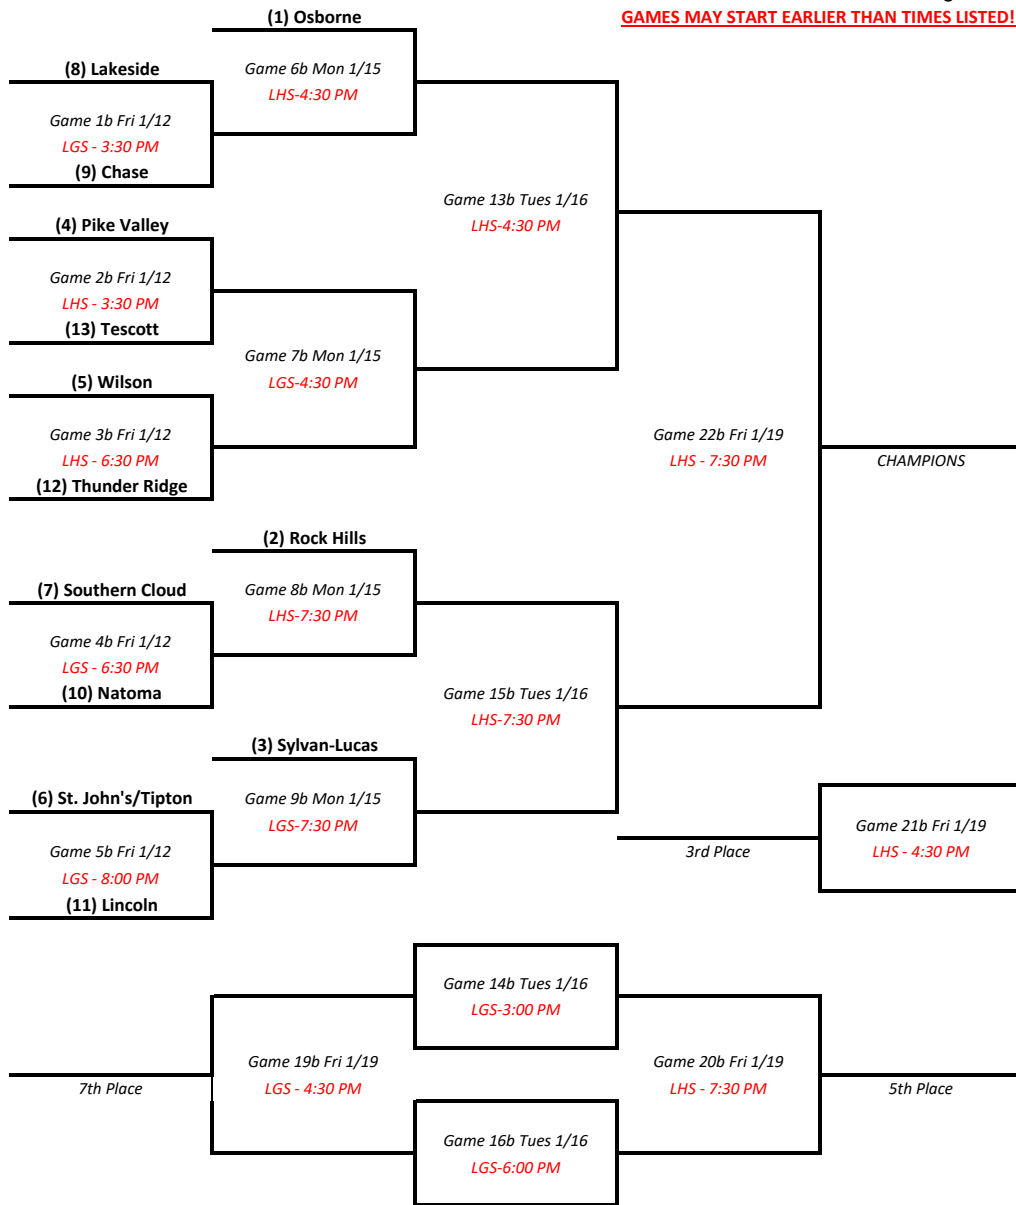 (1) Osborne
GAMES MAY START EARLIER THAN TIMES LISTED!
(8) Lakeside
Game 6b Mon 1/15
LHS-4:30 PM
Game 1b Fri 1/12
LGS - 3:30 PM
(9) Chase
Game 13b Tues 1/16
LHS-4:30 PM
(4) Pike Valley
Game 2b Fri 1/12
LHS - 3:30 PM
(13) Tescott
Game 7b Mon 1/15
LGS-4:30 PM
(5) Wilson
Game 3b Fri 1/12
LHS - 6:30 PM
(12) Thunder Ridge
Game 22b Fri 1/19
LHS - 7:30 PM
CHAMPIONS
(2) Rock Hills
(7) Southern Cloud
Game 8b Mon 1/15
LHS-7:30 PM
Game 4b Fri 1/12
LGS - 6:30 PM
(10) Natoma
Game 15b Tues 1/16
LHS-7:30 PM
(3) Sylvan-Lucas
(6) St. John's/Tipton
Game 9b Mon 1/15
LGS-7:30 PM
Game 5b Fri 1/12
LGS - 8:00 PM
(11) Lincoln
3rd Place
Game 21b Fri 1/19
LHS - 4:30 PM
Game 14b Tues 1/16
LGS-3:00 PM
Game 19b Fri 1/19
LGS - 4:30 PM
7th Place
Game 20b Fri 1/19
LHS - 7:30 PM
5th Place
Game 16b Tues 1/16
LGS-6:00 PM